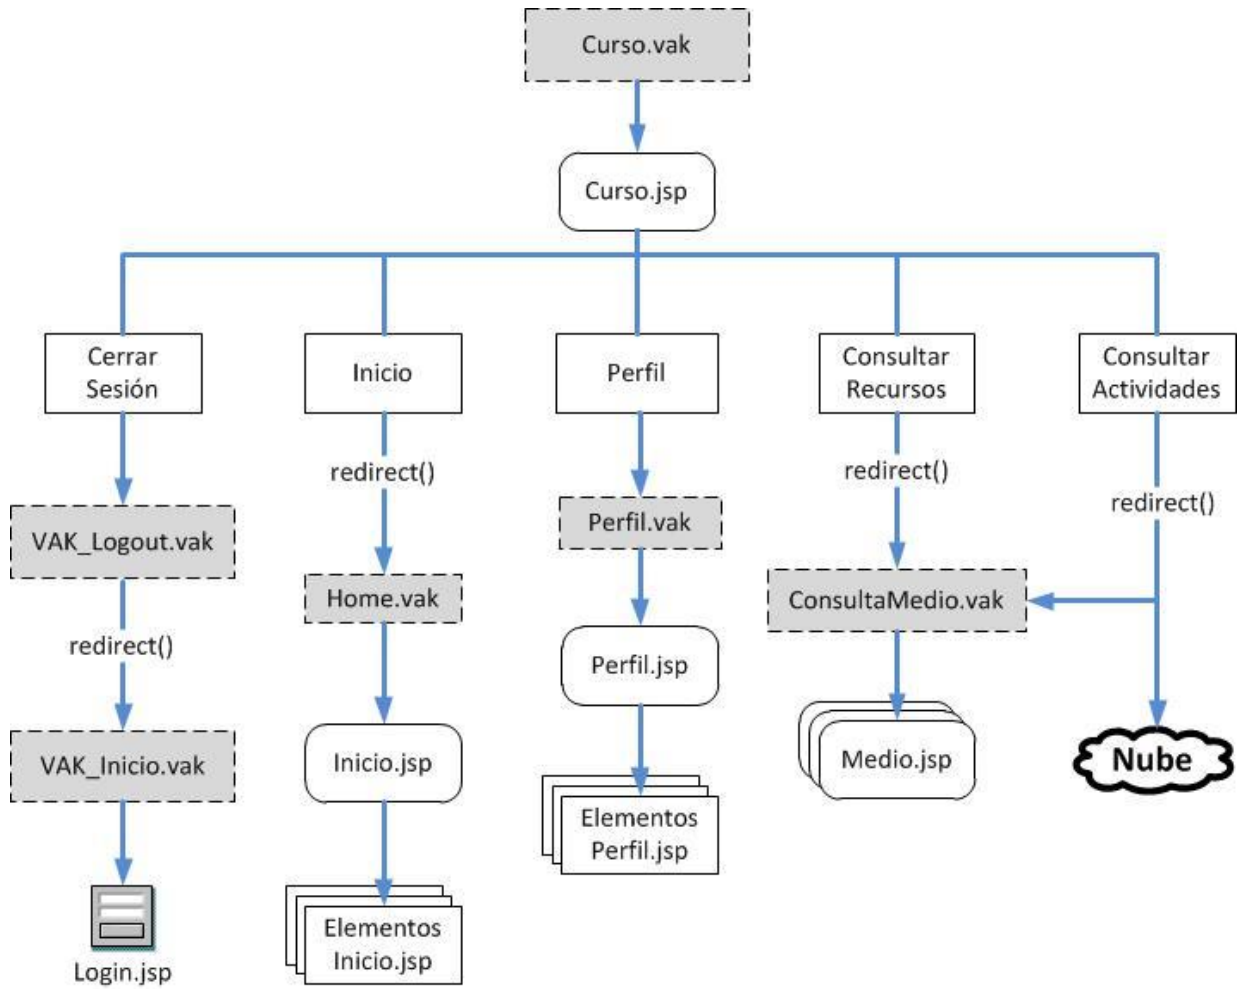 Curso.vak
Curso.jsp
Cerrar
Sesión
Inicio
Perfil
Consultar
Recursos
Consultar
Actividades
redirect()
redirect()
redirect()
VAK_Logout.vak
Perfil.vak
Home.vak
ConsultaMedio.vak
redirect()
Perfil.jsp
VAK_Inicio.vak
Inicio.jsp
Medio.jsp
Nube
Elementos
Perfil.jsp
Elementos
Inicio.jsp
Login.jsp